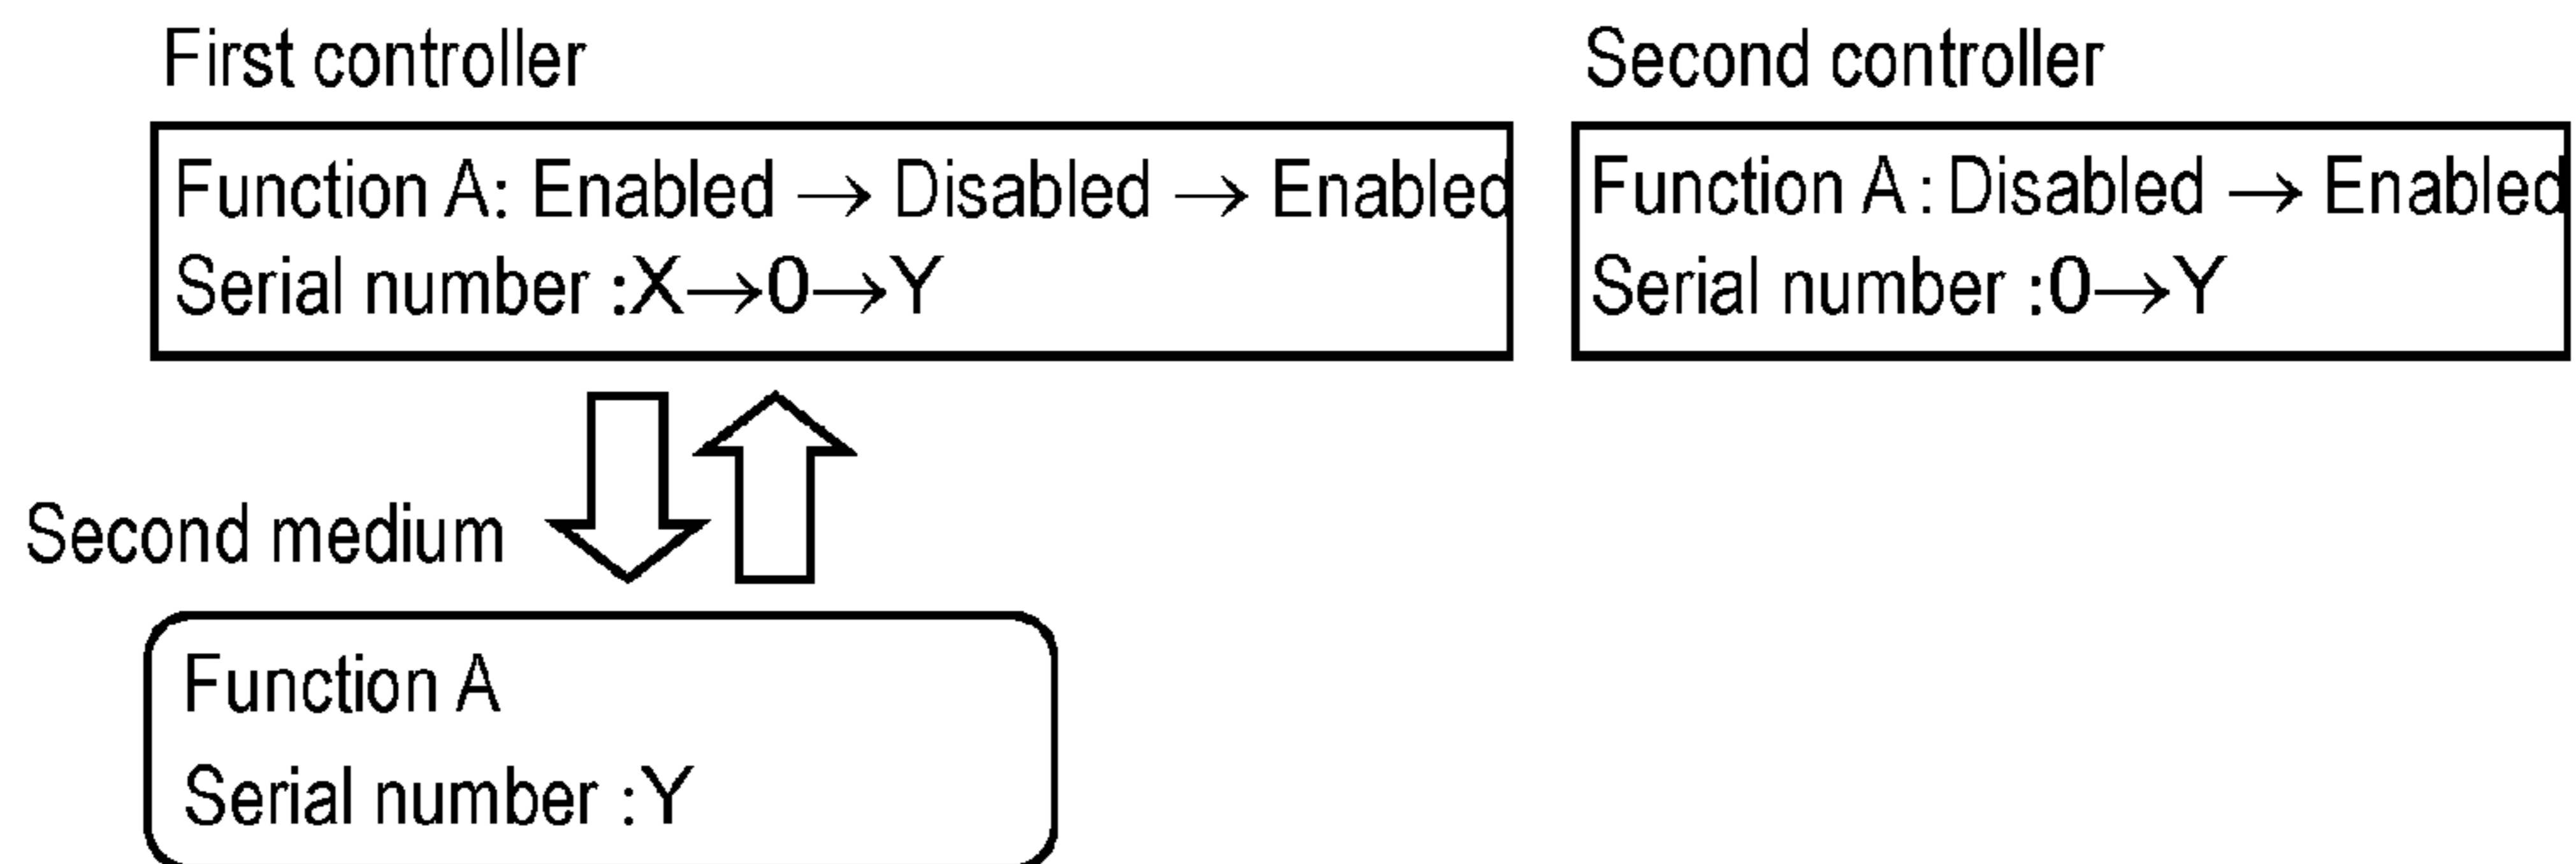 First controller
Function A: Enabled → Disabled → Enabled
Serial number :X→0→Y
Second controller
Function A : Disabled → Enabled
Serial number :0→Y
Second medium
Function A
Serial number :Y